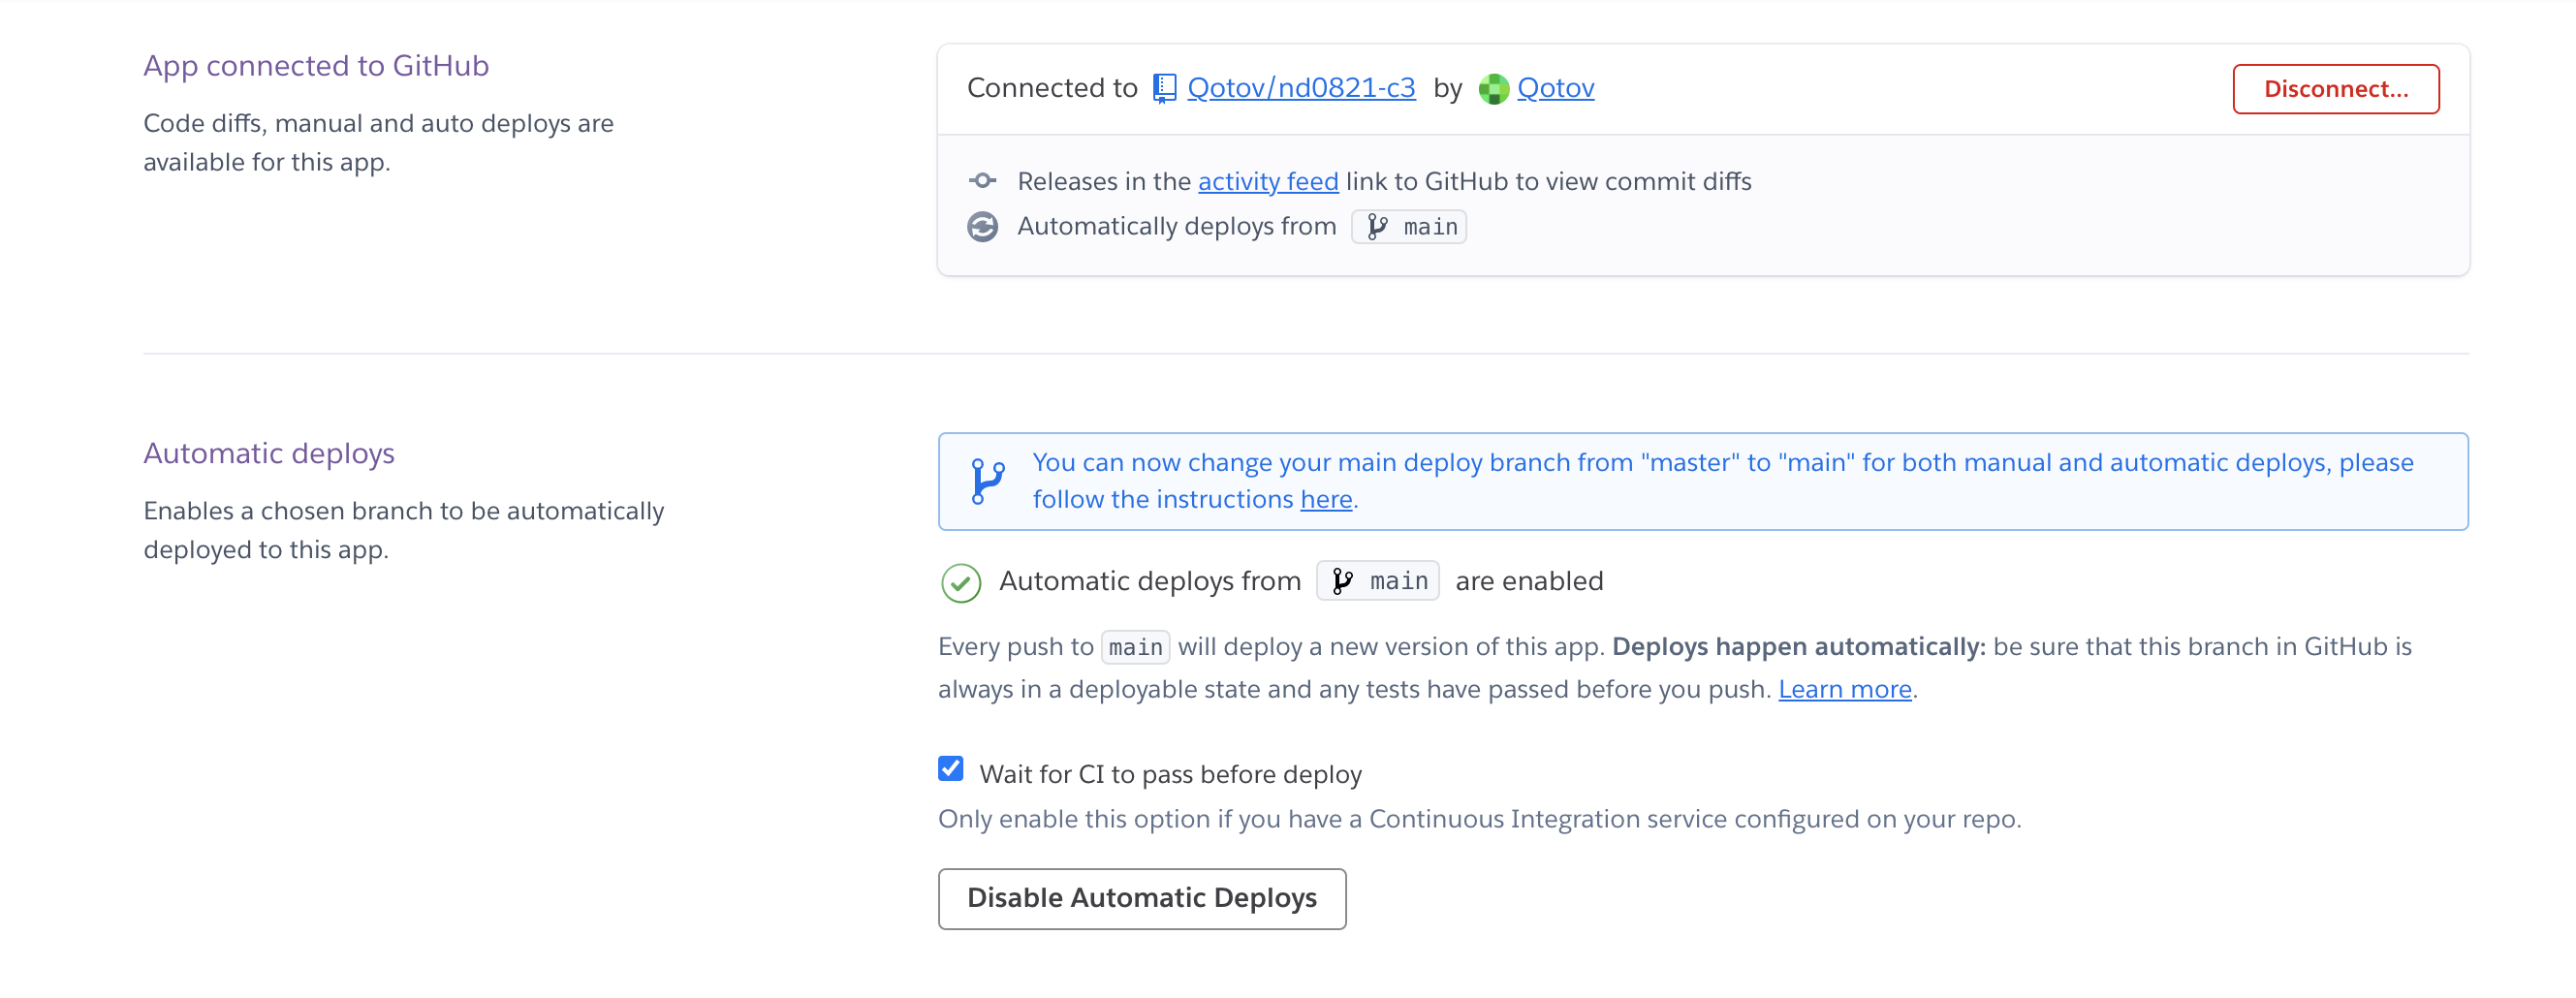 App connected to GitHub
Code diffs, manual and auto deploys are
available for this app.
Connected to Qotov/nd0821-c3 by Qotov
Disconnect...
Releases in the activity feed link to GitHub to view commit diffs
Automatically deploys from main
Automatic deploys
Enables a chosen branch to be automatically
deployed to this app.
You can now change your main deploy branch from "master" to "main" for both manual and automatic deploys, please
follow the instructions here.
Automatic deploys from main are enabled
Every push to main will deploy a new version of this app. Deploys happen automatically: be sure that this branch in GitHub is
always in a deployable state and any tests have passed before you push. Learn more.
Wait for CI to pass before deploy
Only enable this option if you have a Continuous Integration service configured on your repo.
Disable Automatic Deploys